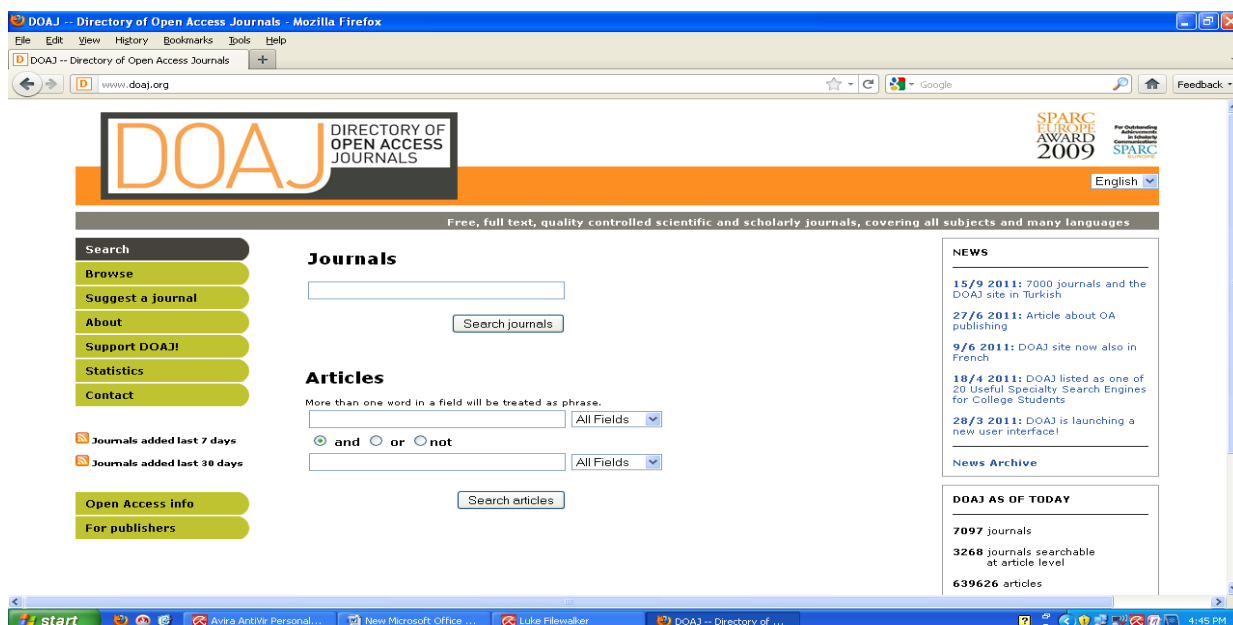 DOAJ -- Directory of Open Access Journals - Mozilla Firefox
File Edit View History Bookmarks Tools Help
D DOAJ -- Directory of Open Access Journals +
D www.doaj.org
Google
Feedback
DOAJ
DIRECTORY OF
OPEN ACCESS
JOURNALS
SPARC
EUROPE
AWARD
2009
For Outstanding
Achievements
in Scholarly
Communications
SPARC
EUROPE
English
Free, full text, quality controlled scientific and scholarly journals, covering all subjects and many languages
Search
Browse
Suggest a journal
About
Support DOAJ!
Statistics
Contact
Journals added last 7 days
Journals added last 30 days
Open Access info
For publishers
Journals
Search journals
Articles
More than one word in a field will be treated as phrase.
All Fields
and or not
All Fields
Search articles
NEWS
15/9 2011: 7000 journals and the
DOAJ site in Turkish
27/6 2011: Article about OA
publishing
9/6 2011: DOAJ site now also in
French
18/4 2011: DOAJ listed as one of
20 Useful Specialty Search Engines
for College Students
28/3 2011: DOAJ is launching a
new user interface!
News Archive
DOAJ AS OF TODAY
7097 journals
3268 journals searchable
at article level
639626 articles
start
Avira AntiVir Personal...
New Microsoft Office ...
Luke Filewalker
DOAJ -- Directory of ...
4:45 PM